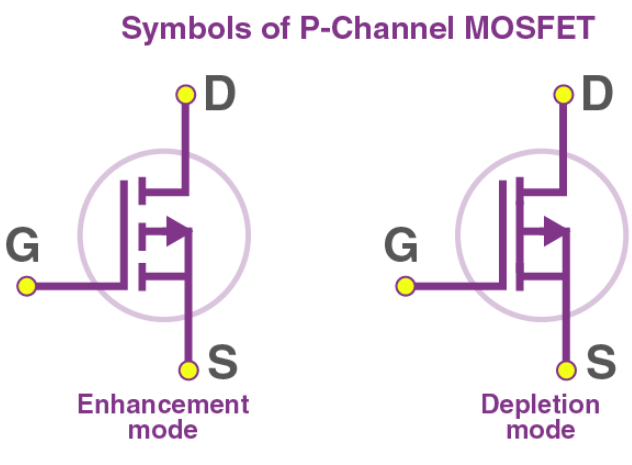 Symbols of P-Channel MOSFET
D
G
S
Enhancement
mode
D
G
S
Depletion
mode